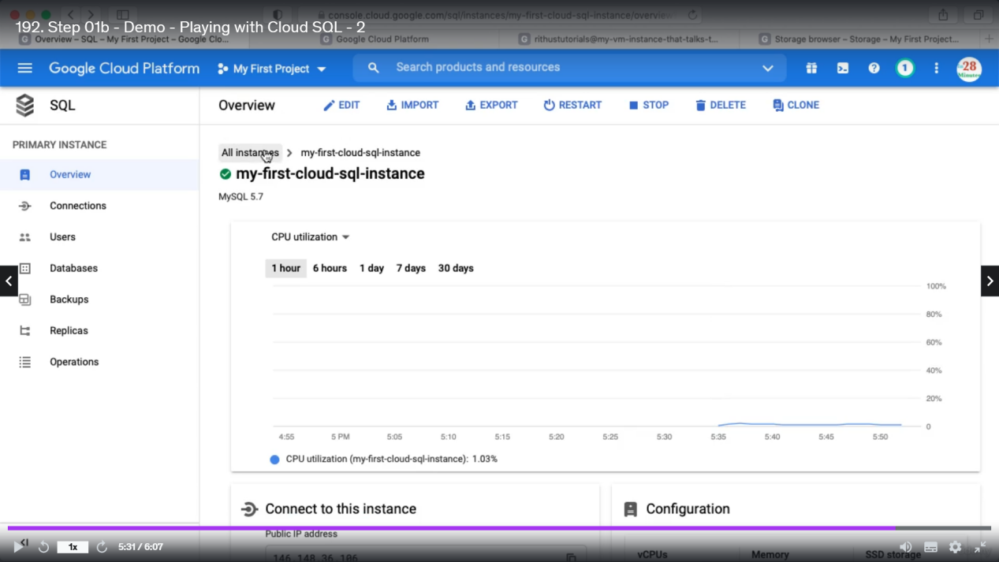 console.cloud.google.com/sql/instances/my-first-cloud-sql-instance/overview
192. Step 01b - Demo - Playing with Cloud SQL - 2
Overview – SQL – My First Project – Google Clo...
Google Cloud Platform
rithustutorials@my-vm-instance-that-talks-t...
Storage browser – Storage – My First Project...
Google Cloud Platform
My First Project
Search products and resources
1
28
Minutes
SQL
Overview
EDIT
IMPORT
EXPORT
RESTART
STOP
DELETE
CLONE
PRIMARY INSTANCE
Overview
Connections
Users
Databases
Backups
Replicas
Operations
All instances
my-first-cloud-sql-instance
my-first-cloud-sql-instance
MySQL 5.7
CPU utilization
1 hour 6 hours 1 day 7 days 30 days
100%
80%
60%
40%
20%
0
4:55 5 PM 5:05 5:10 5:15 5:20 5:25 5:30 5:35 5:40 5:45 5:50
CPU utilization (my-first-cloud-sql-instance): 1.03%
Connect to this instance
Public IP address
146.148.36.106
Configuration
vCPUs Memory SSD storage
1x
5:31 / 6:07